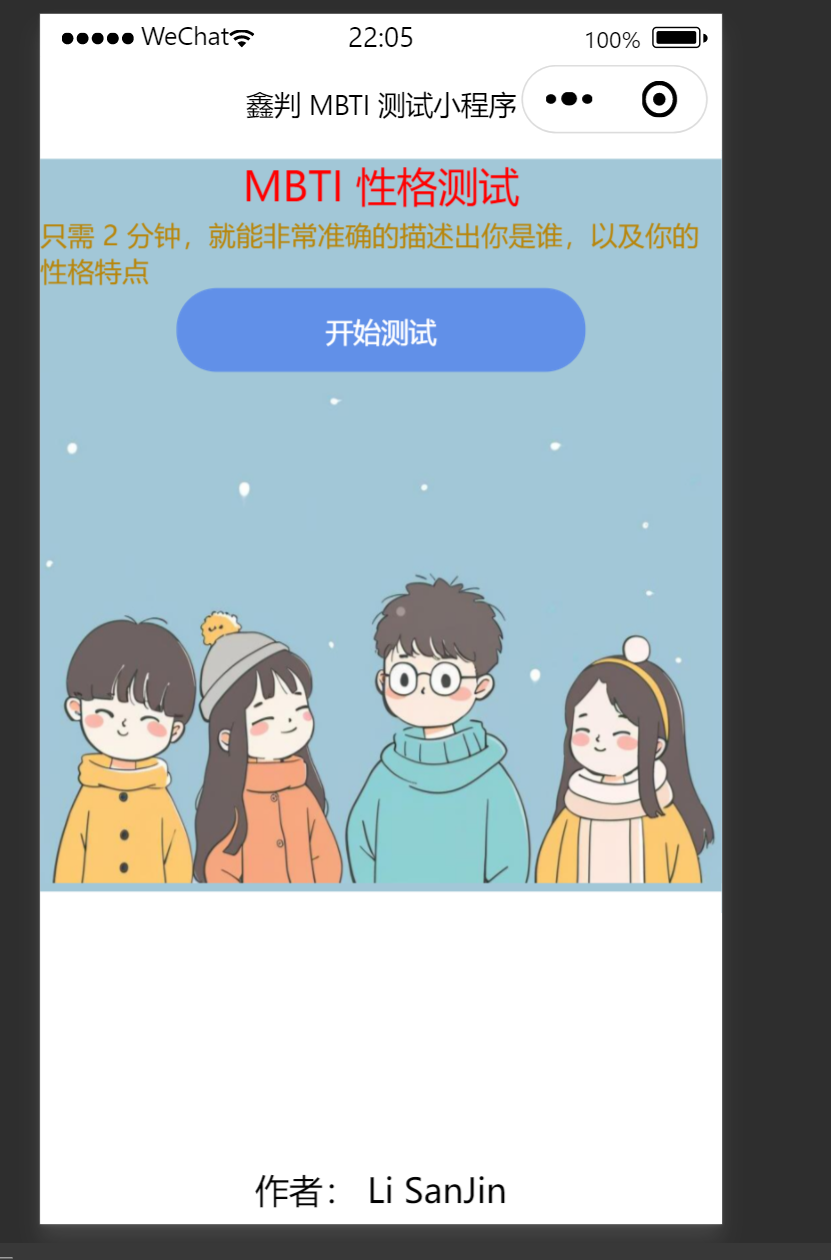 WeChat 22:05 100%
鑫判 MBTI 测试小程序
MBTI 性格测试
只需 2 分钟，就能非常准确的描述出你是谁，以及你的
性格特点
开始测试
作者： Li SanJin